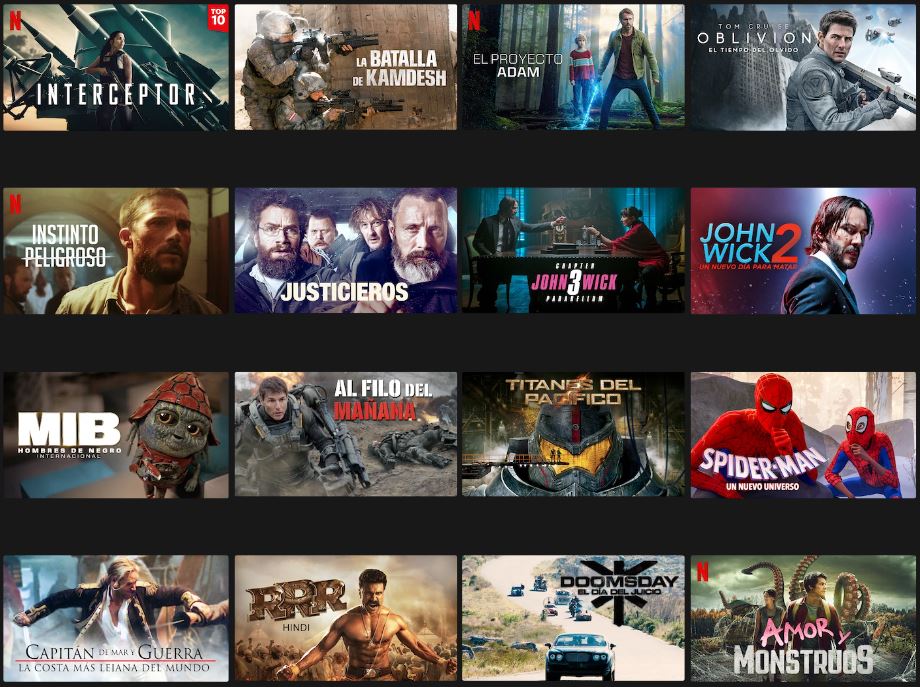 N
TOP
10
INTERCEPTOR
LA BATALLA
DE KAMDESH
N
EL PROYECTO
ADAM
TOM CRUISE
OBLIVION
EL TIEMPO DEL OLVIDO
N
INSTINTO
PELIGROSO
JUSTICIEROS
CHAPTER
JOHN 3 WICK
PARABELLUM
JOHN
WICK 2
UN NUEVO DÍA PARA MATAR
MIB
HOMBRES DE NEGRO
INTERNACIONAL
AL FILO DEL
MAÑANA
TITANES DEL
PACÍFICO
SPIDER-MAN
UN NUEVO UNIVERSO
CAPITÁN DE MAR Y GUERRA
LA COSTA MÁS LEJANA DEL MUNDO
RRR
HINDI
DOOMSDAY
EL DÍA DEL JUICIO
N
AMOR Y
MONSTRUOS